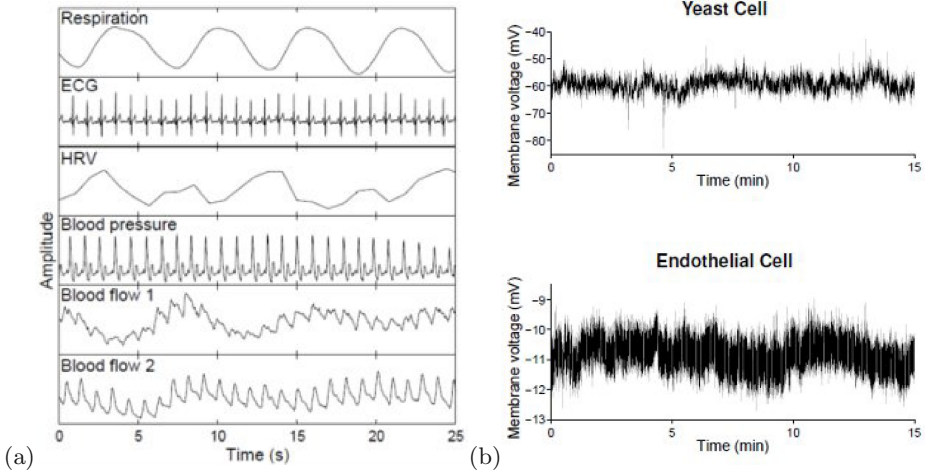 Respiration
ECG
HRV
Blood pressure
Blood flow 1
Blood flow 2
Amplitude
0 5 10 15 20 25
Time (s)
(a)
Yeast Cell
Membrane voltage (mV)
-40
-50
-60
-70
-80
0 5 10 15
Time (min)
Endothelial Cell
Membrane voltage (mV)
-9
-10
-11
-12
-13
0 5 10 15
Time (min)
(b)